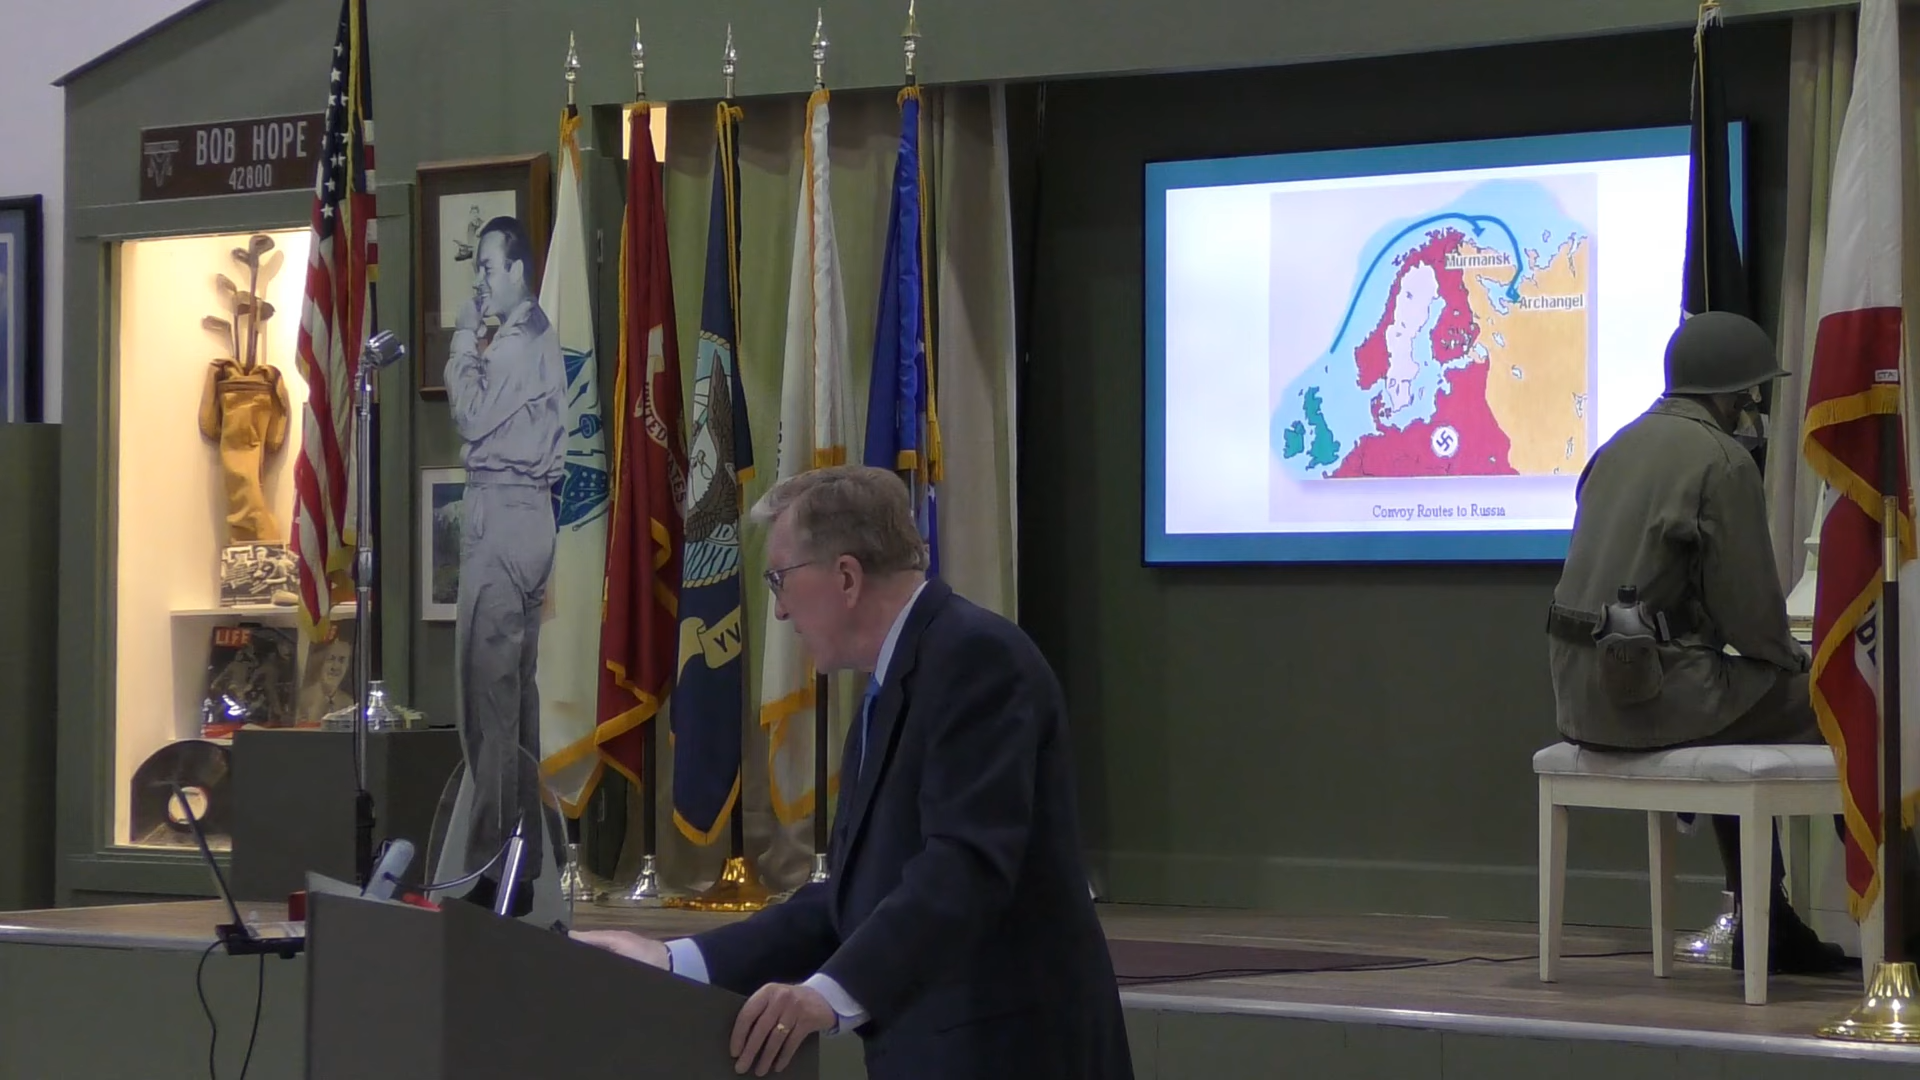 BOB HOPE
42800
LIFE
Murmansk
Archangel
Convoy Routes to Russia